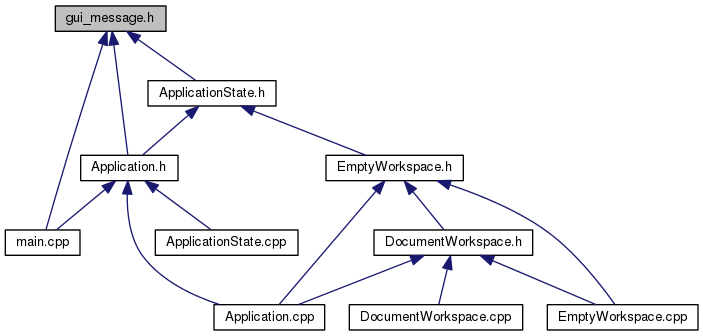 gui_message.h
ApplicationState.h
Application.h
EmptyWorkspace.h
main.cpp
ApplicationState.cpp
DocumentWorkspace.h
Application.cpp
DocumentWorkspace.cpp
EmptyWorkspace.cpp